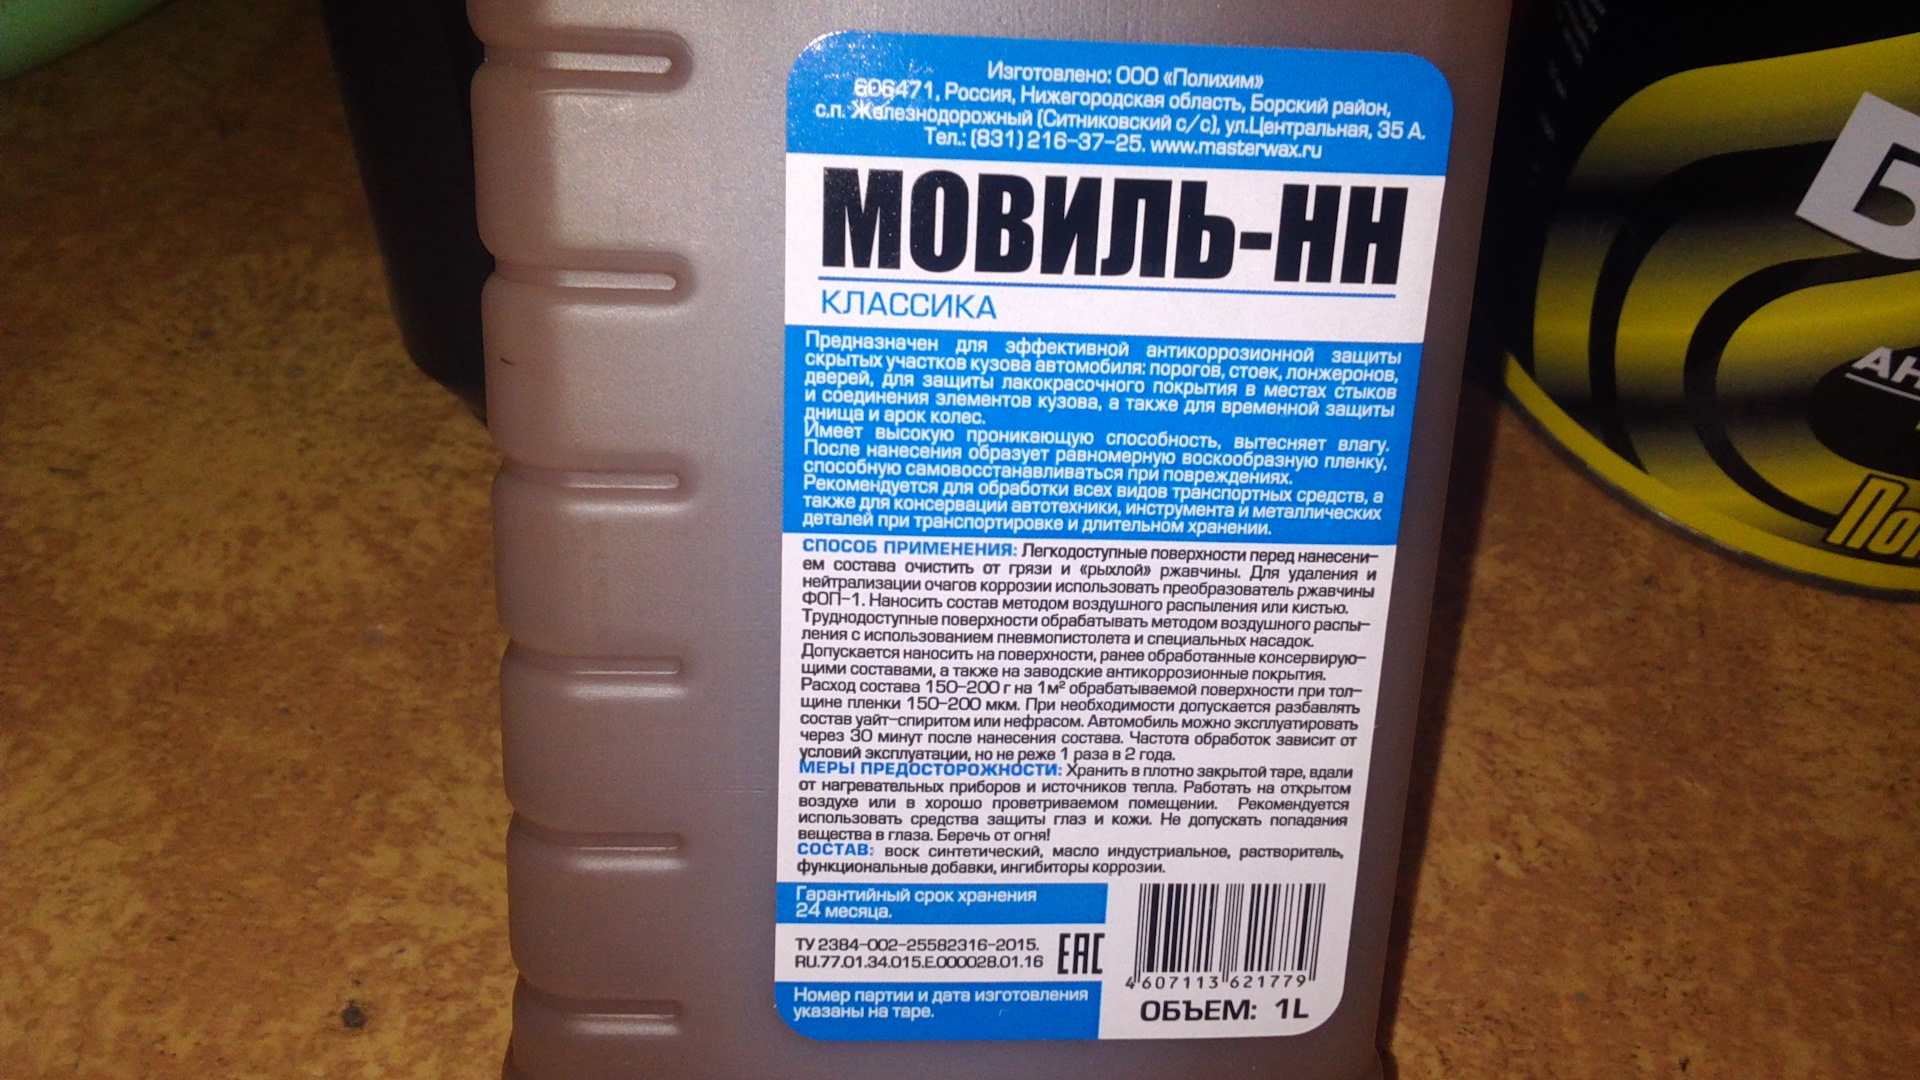 Изготовлено: ООО «Полихим»
606471, Россия, Нижегородская область, Борский район,
с.п. Железнодорожный (Ситниковский с/с), ул.Центральная, 35 А.
Тел.: (831) 216-37-25. www.masterwax.ru
МОВИЛЬ-НН
КЛАССИКА
Предназначен для эффективной антикоррозионной защиты
скрытых участков кузова автомобиля: порогов, стоек, лонжеронов,
дверей, для защиты лакокрасочного покрытия в местах стыков
и соединения элементов кузова, а также для временной защиты
днища и арок колес.
Имеет высокую проникающую способность, вытесняет влагу.
После нанесения образует равномерную воскообразную пленку,
способную самовосстанавливаться при повреждениях.
Рекомендуется для обработки всех видов транспортных средств, а
также для консервации автотехники, инструмента и металлических
деталей при транспортировке и длительном хранении.
СПОСОБ ПРИМЕНЕНИЯ: Легкодоступные поверхности перед нанесени-
ем состава очистить от грязи и «рыхлой» ржавчины. Для удаления и
нейтрализации очагов коррозии использовать преобразователь ржавчины
ФОП-1. Наносить состав методом воздушного распыления или кистью.
Труднодоступные поверхности обрабатывать методом воздушного распы-
ления с использованием пневмопистолета и специальных насадок.
Допускается наносить на поверхности, ранее обработанные консервирую-
щими составами, а также на заводские антикоррозионные покрытия.
Расход состава 150-200 г на 1м² обрабатываемой поверхности при тол-
щине пленки 150-200 мкм. При необходимости допускается разбавлять
состав уайт-спиритом или нефрасом. Автомобиль можно эксплуатировать
через 30 минут после нанесения состава. Частота обработок зависит от
условий эксплуатации, но не реже 1 раза в 2 года.
МЕРЫ ПРЕДОСТОРОЖНОСТИ: Хранить в плотно закрытой таре, вдали
от нагревательных приборов и источников тепла. Работать на открытом
воздухе или в хорошо проветриваемом помещении. Рекомендуется
использовать средства защиты глаз и кожи. Не допускать попадания
вещества в глаза. Беречь от огня!
СОСТАВ: воск синтетический, масло индустриальное, растворитель,
функциональные добавки, ингибиторы коррозии.
Гарантийный срок хранения
24 месяца.
ТУ 2384-002-25582316-2015.
RU.77.01.34.015.Е.000028.01.16
EAC
Номер партии и дата изготовления
указаны на таре.
4 607113 621779
ОБЪЕМ: 1L